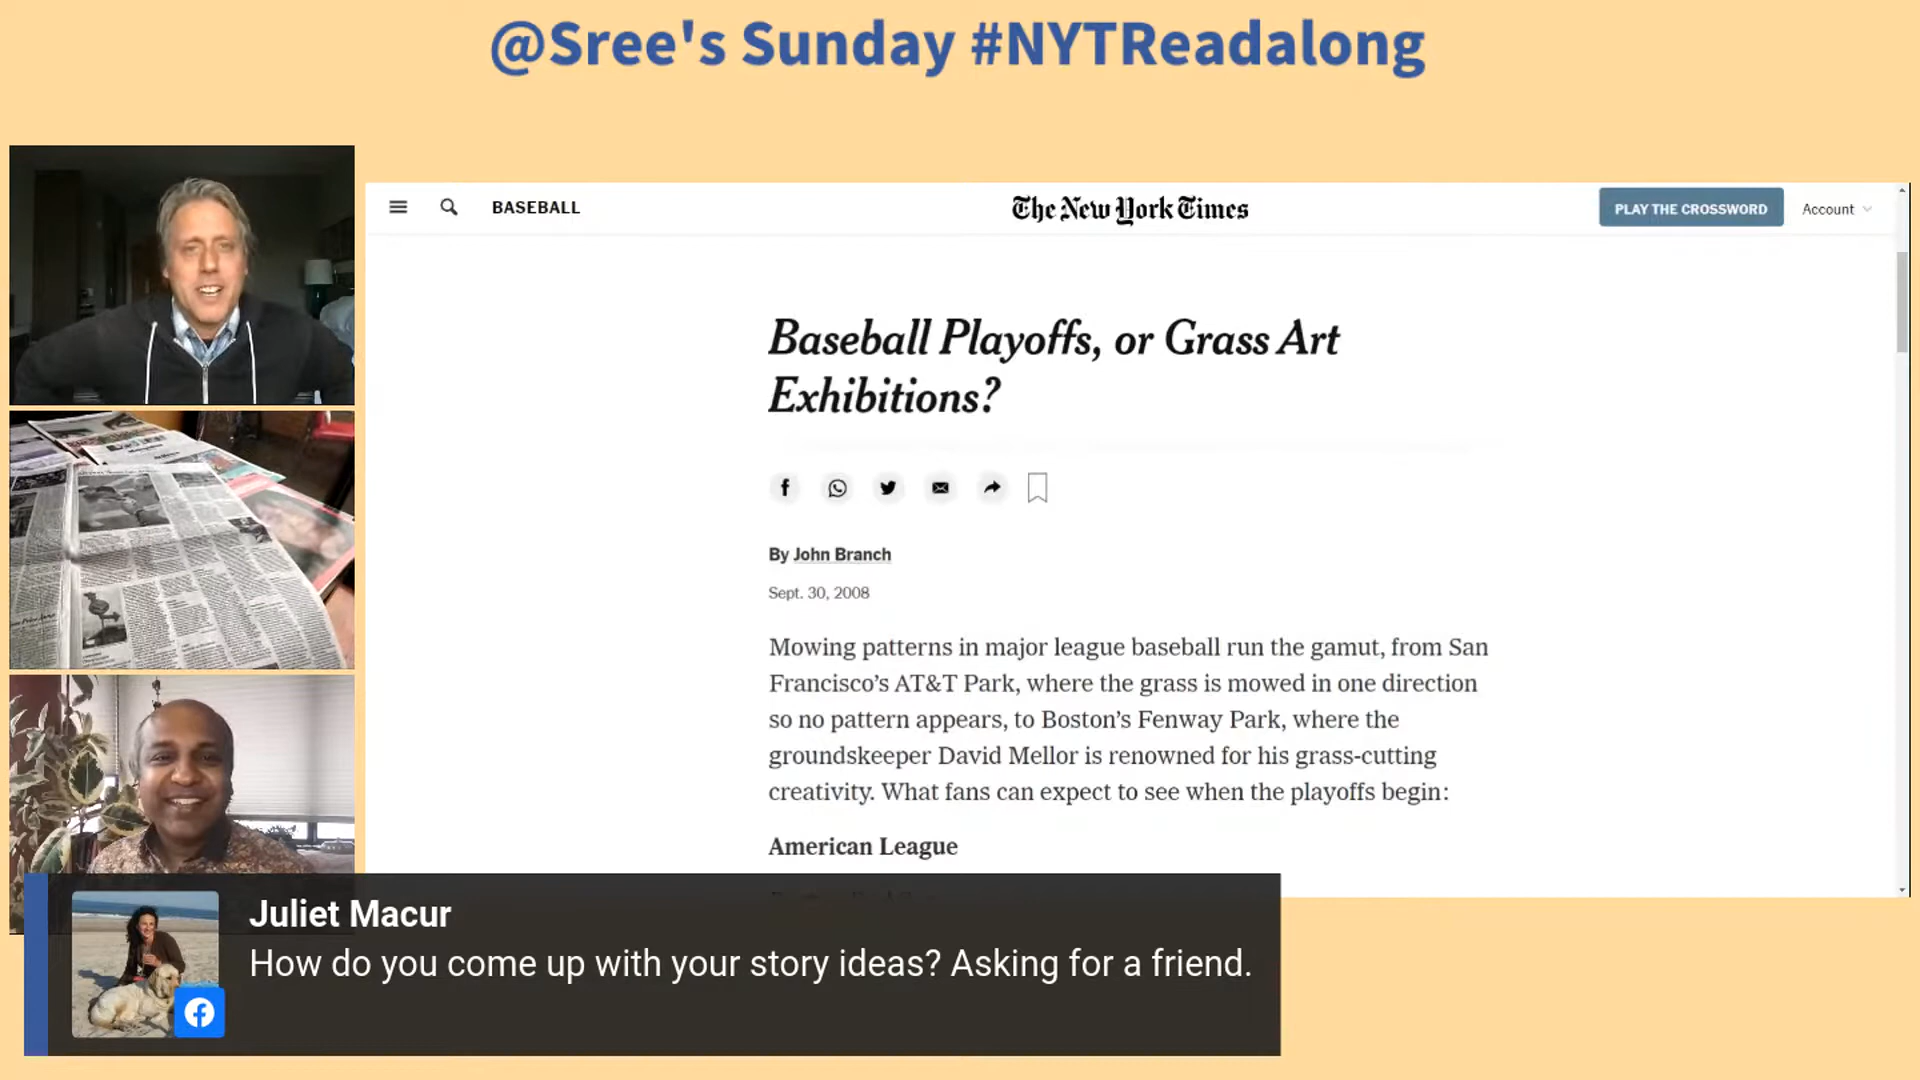 @Sree's Sunday #NYTReadalong
BASEBALL
The New York Times
PLAY THE CROSSWORD
Account
Baseball Playoffs, or Grass Art
Exhibitions?
By John Branch
Sept. 30, 2008
Mowing patterns in major league baseball run the gamut, from San
Francisco’s AT&T Park, where the grass is mowed in one direction
so no pattern appears, to Boston’s Fenway Park, where the
groundskeeper David Mellor is renowned for his grass-cutting
creativity. What fans can expect to see when the playoffs begin:
American League
Juliet Macur
How do you come up with your story ideas? Asking for a friend.